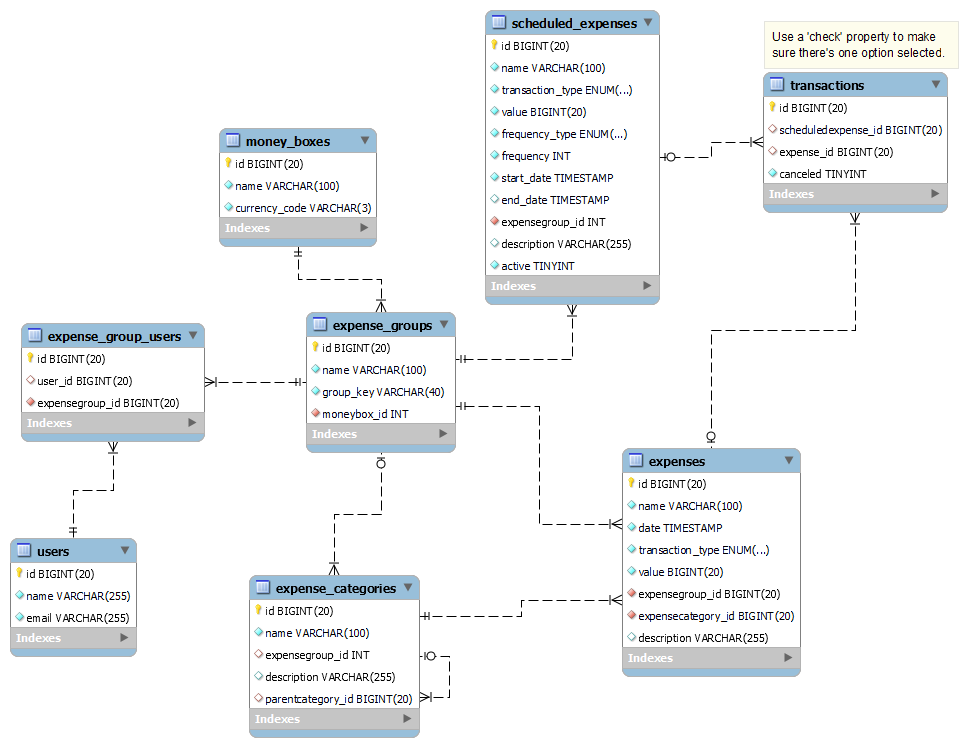 scheduled_expenses
id BIGINT(20)
name VARCHAR(100)
transaction_type ENUM(...)
value BIGINT(20)
frequency_type ENUM(...)
frequency INT
start_date TIMESTAMP
end_date TIMESTAMP
expensegroup_id INT
description VARCHAR(255)
active TINYINT
Indexes
Use a 'check' property to make
sure there's one option selected.
transactions
id BIGINT(20)
scheduledexpense_id BIGINT(20)
expense_id BIGINT(20)
canceled TINYINT
Indexes
money_boxes
id BIGINT(20)
name VARCHAR(100)
currency_code VARCHAR(3)
Indexes
expense_group_users
id BIGINT(20)
user_id BIGINT(20)
expensegroup_id BIGINT(20)
Indexes
expense_groups
id BIGINT(20)
name VARCHAR(100)
group_key VARCHAR(40)
moneybox_id INT
Indexes
expenses
id BIGINT(20)
name VARCHAR(100)
date TIMESTAMP
transaction_type ENUM(...)
value BIGINT(20)
expensegroup_id BIGINT(20)
expensecategory_id BIGINT(20)
description VARCHAR(255)
Indexes
users
id BIGINT(20)
name VARCHAR(255)
email VARCHAR(255)
Indexes
expense_categories
id BIGINT(20)
name VARCHAR(100)
expensegroup_id INT
description VARCHAR(255)
parentcategory_id BIGINT(20)
Indexes